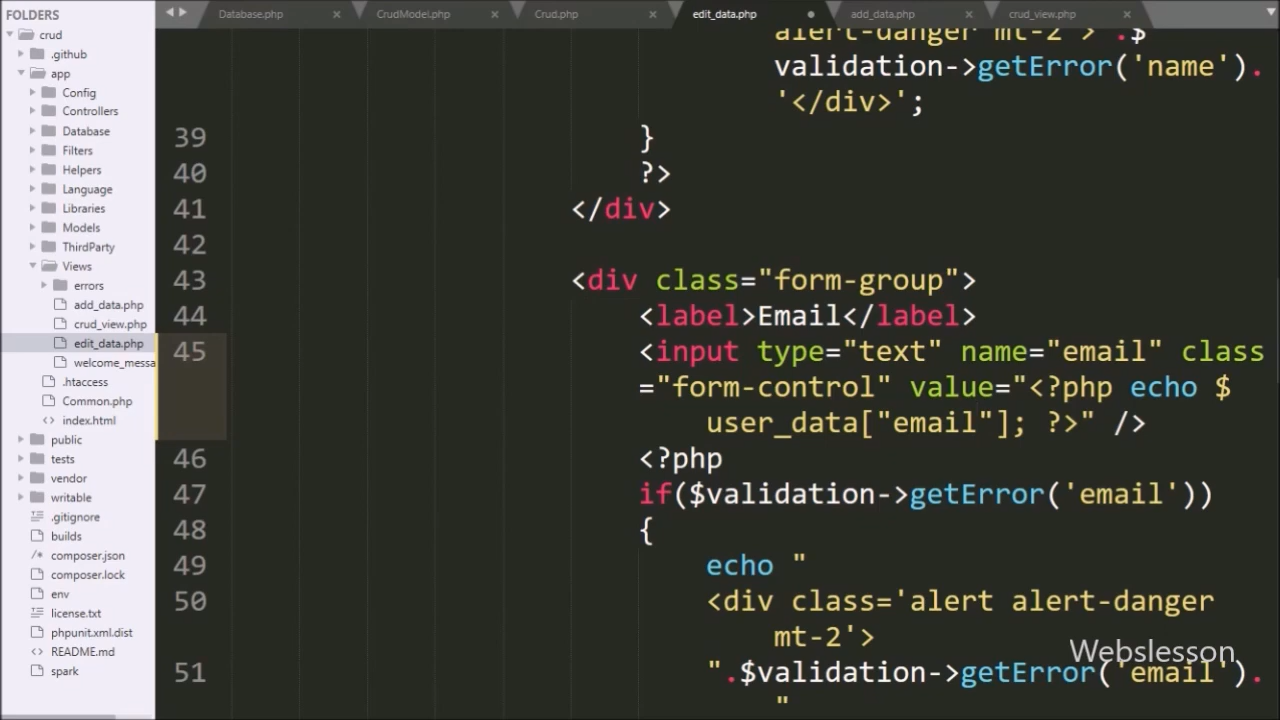 FOLDERS
crud
.github
app
Config
Controllers
Database
Filters
Helpers
Language
Libraries
Models
ThirdParty
Views
errors
add_data.php
crud_view.php
edit_data.php
welcome_messa
.htaccess
Common.php
index.html
public
tests
vendor
writable
.gitignore
builds
composer.json
composer.lock
env
license.txt
phpunit.xml.dist
README.md
spark
Database.php
CrudModel.php
Crud.php
edit_data.php
add_data.php
crud_view.php
alert-danger mt-2">'.$
validation->getError('name').
'</div>';
39 }
40 ?>
41 </div>
42
43 <div class="form-group">
44 <label>Email</label>
45 <input type="text" name="email" class
="form-control" value="<?php echo $
user_data["email"]; ?>" />
46 <?php
47 if($validation->getError('email'))
48 {
49 echo "
50 <div class='alert alert-danger
mt-2'>
51 ".$validation->getError('email').
"
Webslesson